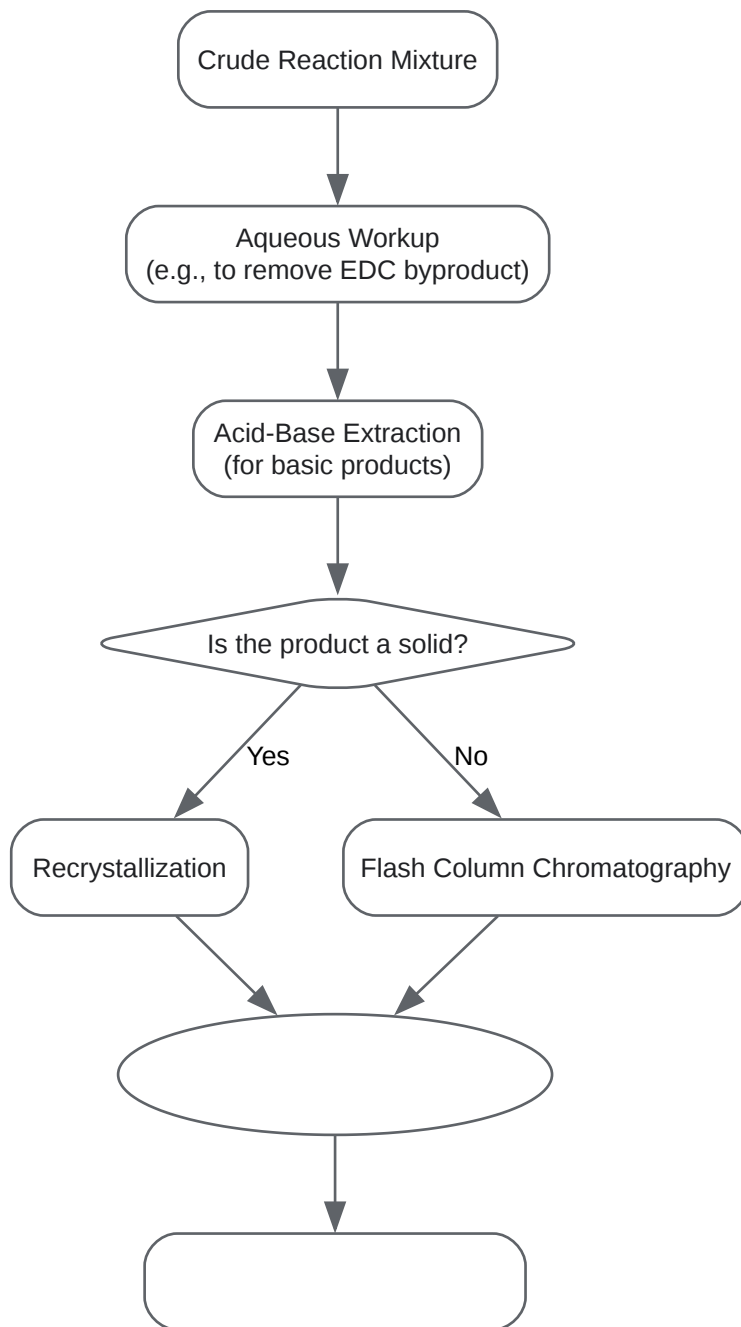 Crude Reaction Mixture
Aqueous Workup
(e.g., to remove EDC byproduct)
Acid-Base Extraction
(for basic products)
Is the product a solid?
Yes
No
Recrystallization
Flash Column Chromatography